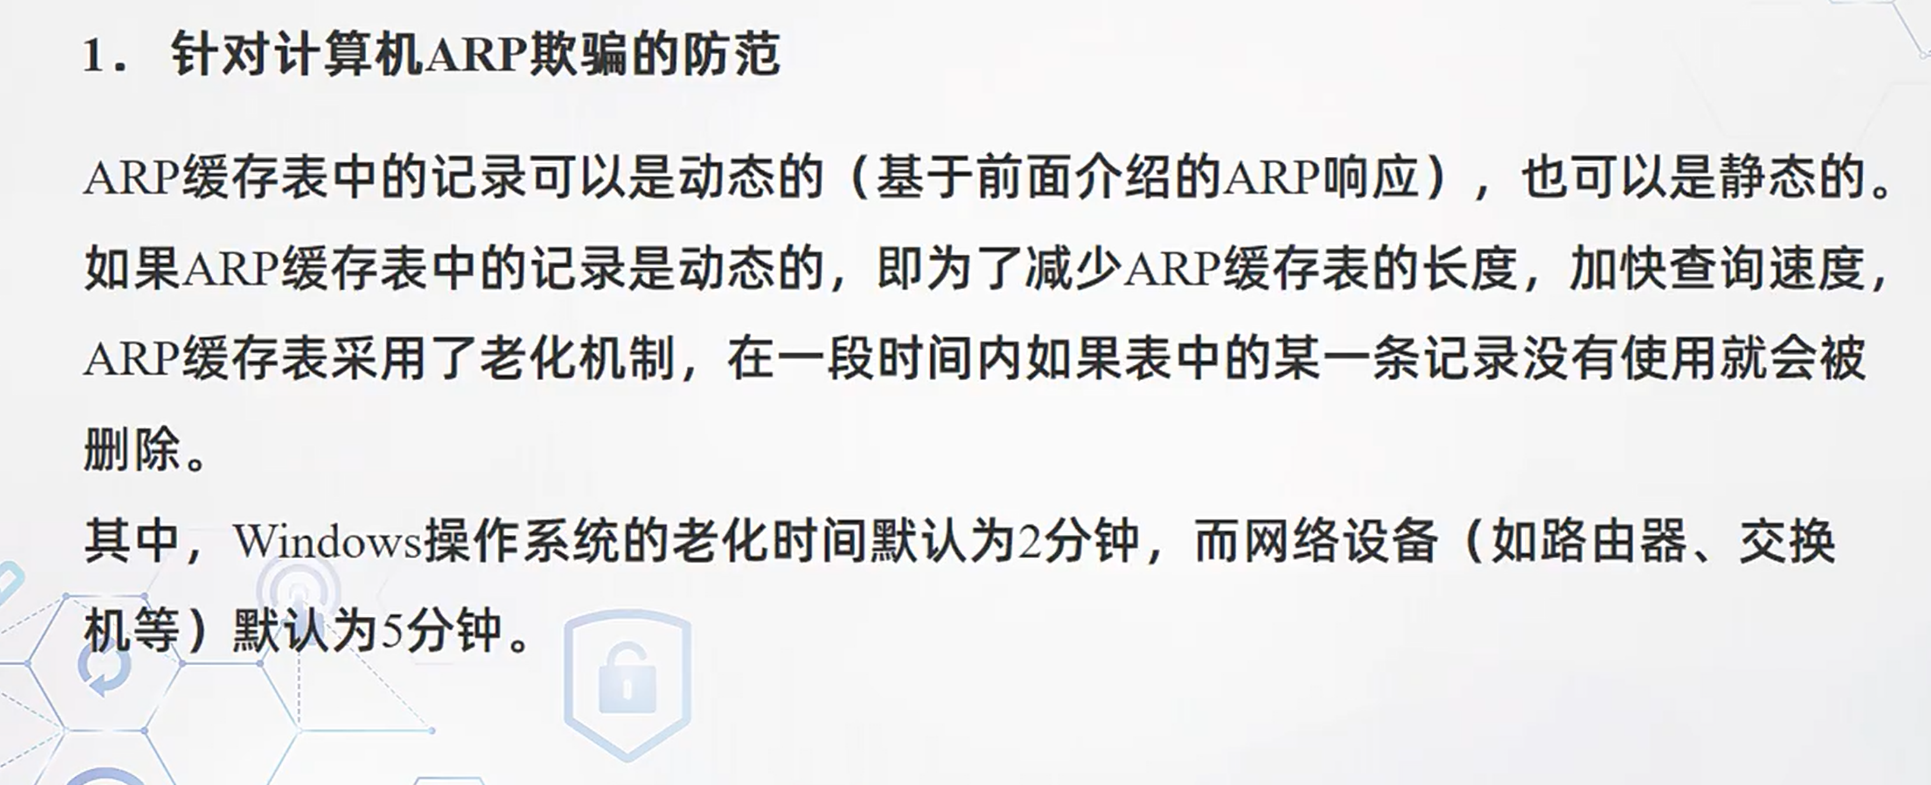 1. 针对计算机ARP欺骗的防范
ARP缓存表中的记录可以是动态的（基于前面介绍的ARP响应），也可以是静态的。
如果ARP缓存表中的记录是动态的，即为了减少ARP缓存表的长度，加快查询速度，
ARP缓存表采用了老化机制，在一段时间内如果表中的某一条记录没有使用就会被
删除。
其中，Windows操作系统的老化时间默认为2分钟，而网络设备（如路由器、交换
机等）默认为5分钟。